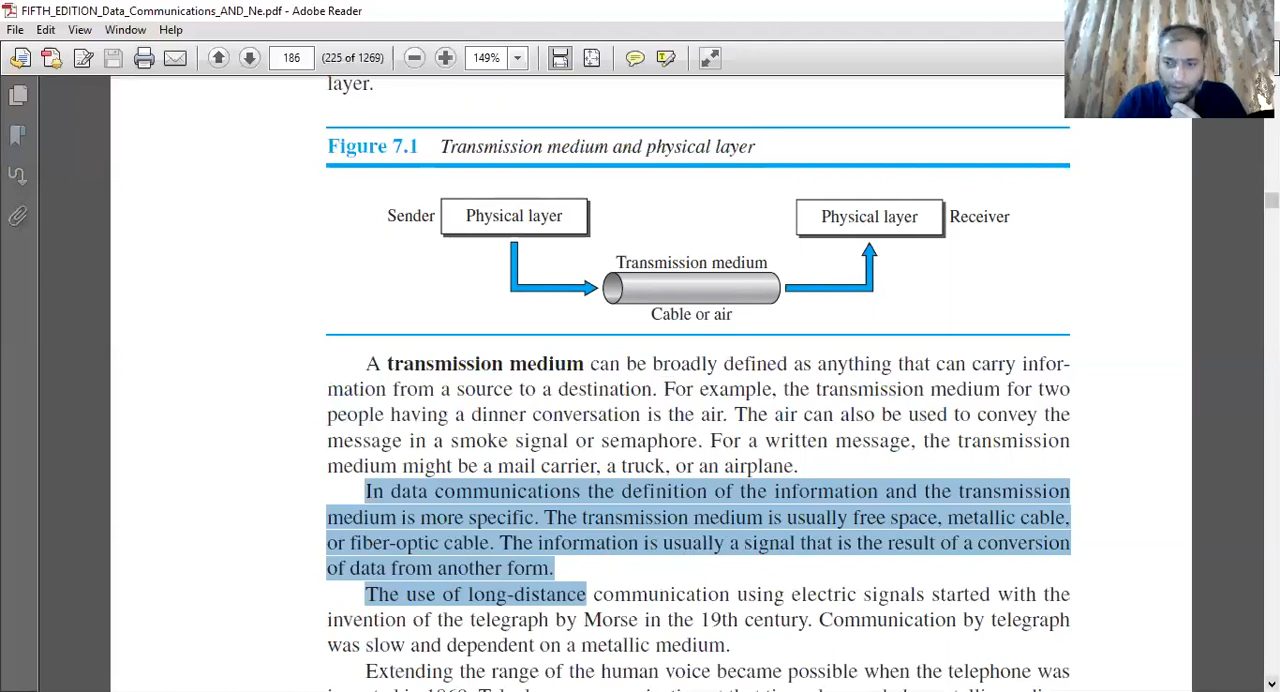 FIFTH_EDITION_Data_Communications_AND_Ne.pdf - Adobe Reader
File Edit View Window Help
186 (225 of 1269) 149%
layer.
Figure 7.1 Transmission medium and physical layer
Sender Physical layer Physical layer Receiver
Transmission medium
Cable or air
A transmission medium can be broadly defined as anything that can carry infor-
mation from a source to a destination. For example, the transmission medium for two
people having a dinner conversation is the air. The air can also be used to convey the
message in a smoke signal or semaphore. For a written message, the transmission
medium might be a mail carrier, a truck, or an airplane.
In data communications the definition of the information and the transmission
medium is more specific. The transmission medium is usually free space, metallic cable,
or fiber-optic cable. The information is usually a signal that is the result of a conversion
of data from another form.
The use of long-distance communication using electric signals started with the
invention of the telegraph by Morse in the 19th century. Communication by telegraph
was slow and dependent on a metallic medium.
Extending the range of the human voice became possible when the telephone was